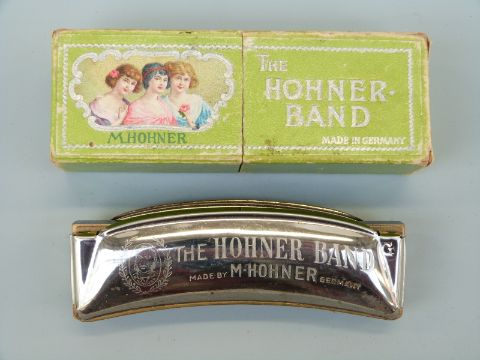 THE
HOHNER·
BAND
MADE IN GERMANY
M.HOHNER
THE HOHNER BAND
MADE BY M·HOHNER GERMANY